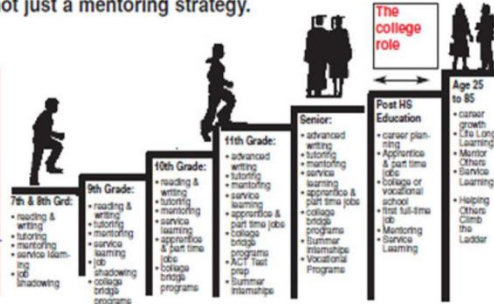 not just a mentoring strategy.
The
college
role
7th & 8th Grd:
• reading &
writing
• tutoring
• mentoring
• service learn-
ing
• job
shadowing
9th Grade:
• reading &
writing
• tutoring
• mentoring
• service
learning
• job
shadowing
• college
bridge
programs
10th Grade:
• reading &
writing
• tutoring
• mentoring
• service
learning
• apprentice
& part time
jobs
• college
bridge
programs
11th Grade:
• advanced
writing
• tutoring
• mentoring
• service
learning
• apprentice &
part time jobs
• college
bridge
programs
• ACT Test
prep
• Summer
Internships
Senior:
• advanced
writing
• tutoring
• mentoring
• service
learning
• apprentice &
part time jobs
• college
bridge
programs
• Summer
Internships
• Vocational
Programs
Post HS
Education
• career plan-
ning
• Apprentice
& part time
jobs
• college or
vocational
school
• first full-time
job
• Mentoring
• Service
Learning
Age 25
to 65
• career
growth
• Life Long
Learning
• Mentor
Others
• Service
Learning
• Helping
Others
Climb
the
Ladder